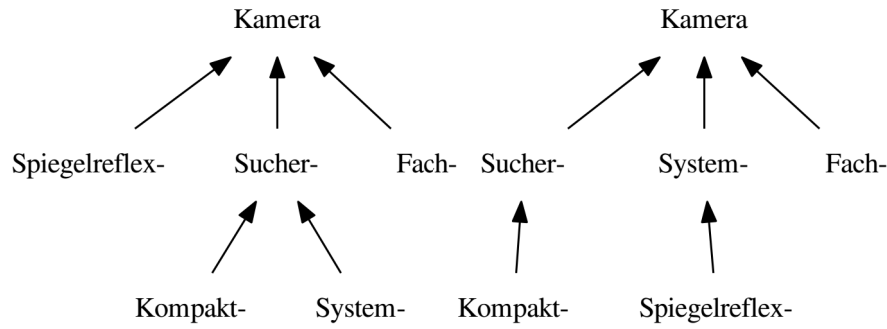 Kamera Kamera
Spiegelreflex- Sucher- Fach- Sucher- System- Fach-
Kompakt- System- Kompakt- Spiegelreflex-